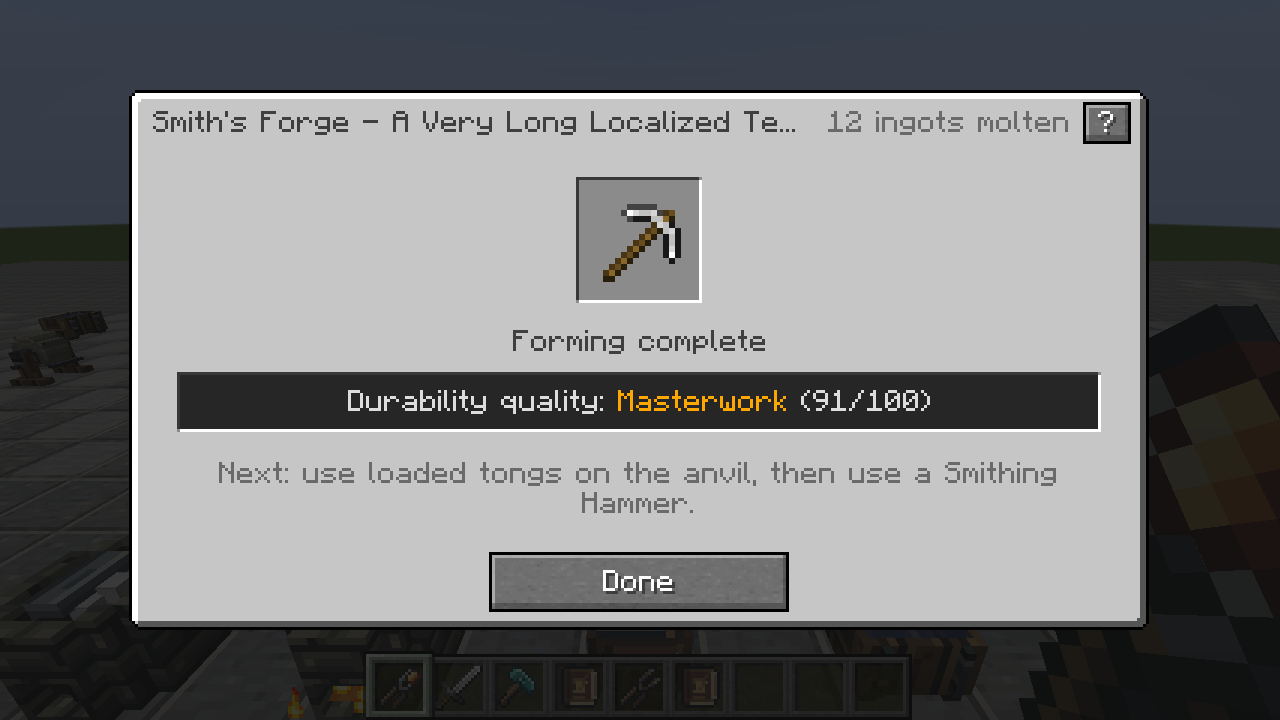 Smith's Forge - A Very Long Localized Te...
12 ingots molten
?
Forming complete
Durability quality: Masterwork (91/100)
Next: use loaded tongs on the anvil, then use a Smithing
Hammer.
Done